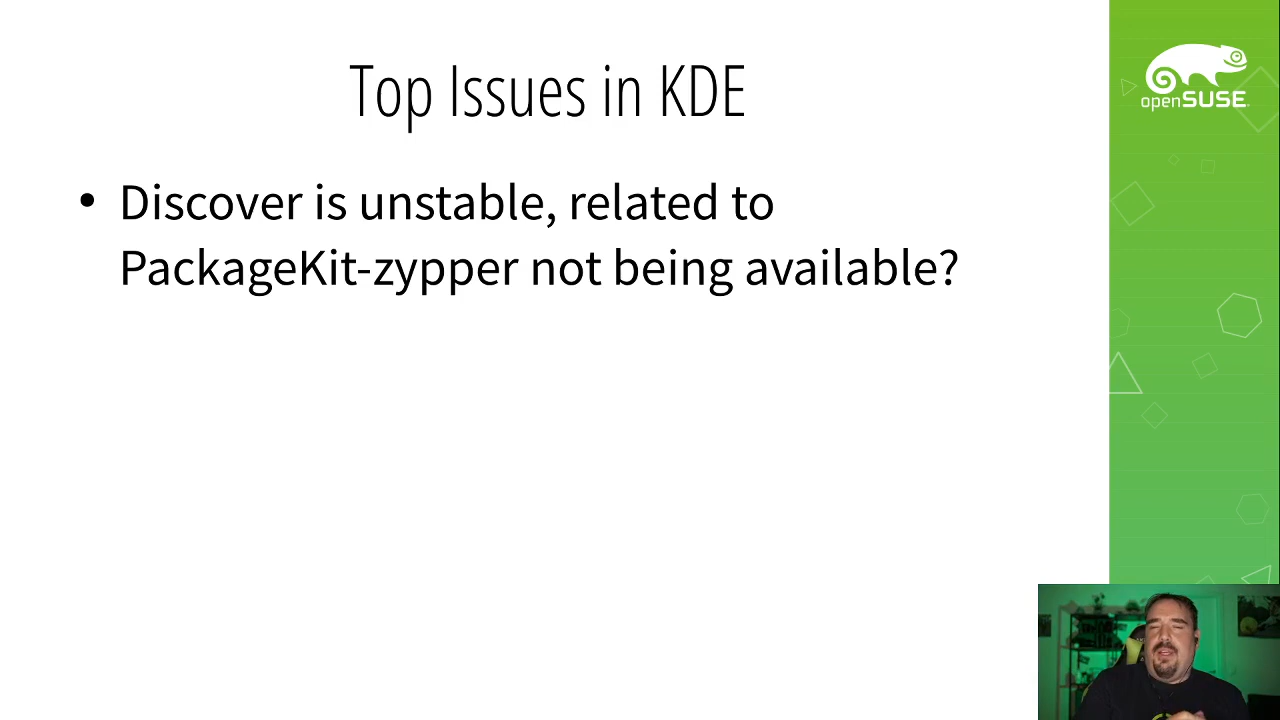 Top Issues in KDE
openSUSE
• Discover is unstable, related to
PackageKit-zypper not being available?